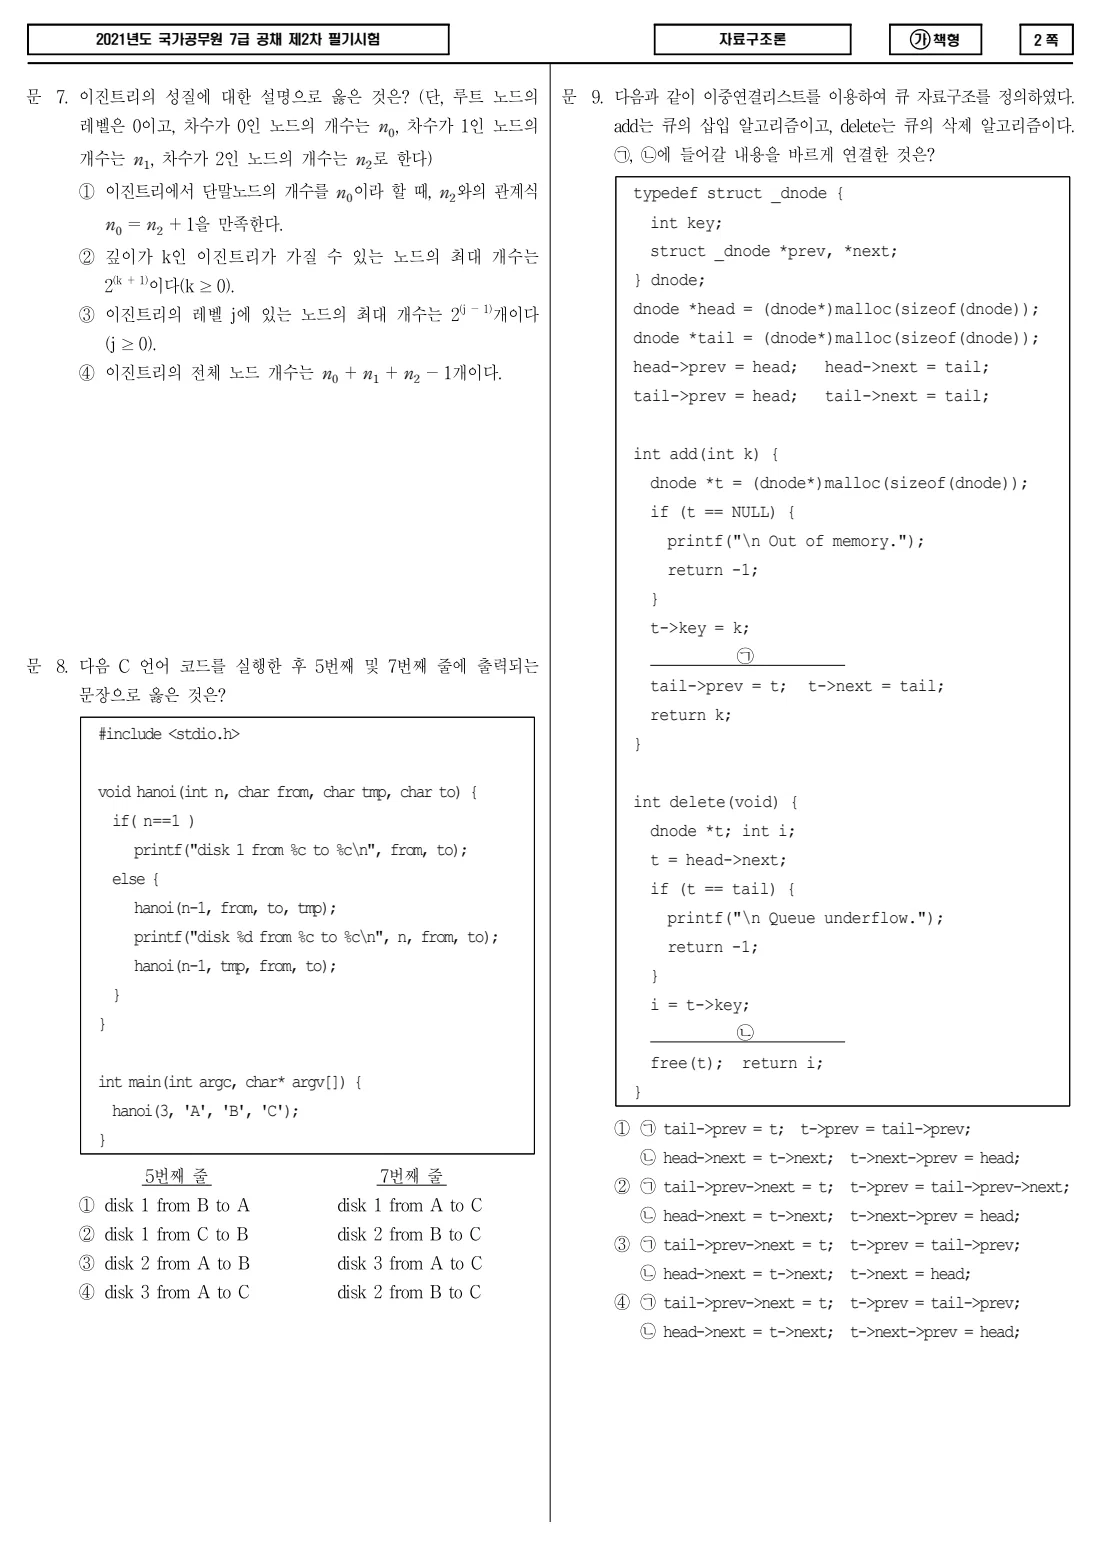 2021년도 국가공무원 7급 공채 제2차 필기시험
자료구조론
㉮ 책형
2 쪽
문 7. 이진트리의 성질에 대한 설명으로 옳은 것은? (단, 루트 노드의
레벨은 0이고, 차수가 0인 노드의 개수는 n₀, 차수가 1인 노드의
개수는 n₁, 차수가 2인 노드의 개수는 n₂로 한다)
① 이진트리에서 단말노드의 개수를 n₀이라 할 때, n₂와의 관계식
n₀ = n₂ + 1을 만족한다.
② 깊이가 k인 이진트리가 가질 수 있는 노드의 최대 개수는
2⁽ᵏ ⁺ ¹⁾이다(k ≥ 0).
③ 이진트리의 레벨 j에 있는 노드의 최대 개수는 2⁽ʲ ⁻ ¹⁾개이다
(j ≥ 0).
④ 이진트리의 전체 노드 개수는 n₀ + n₁ + n₂ − 1개이다.
문 8. 다음 C 언어 코드를 실행한 후 5번째 및 7번째 줄에 출력되는
문장으로 옳은 것은?
#include <stdio.h>
void hanoi(int n, char from, char tmp, char to) {
if( n==1 )
printf("disk 1 from %c to %c\n", from, to);
else {
hanoi(n-1, from, to, tmp);
printf("disk %d from %c to %c\n", n, from, to);
hanoi(n-1, tmp, from, to);
}
}
int main(int argc, char* argv[]) {
hanoi(3, 'A', 'B', 'C');
}
5번째 줄 7번째 줄
① disk 1 from B to A disk 1 from A to C
② disk 1 from C to B disk 2 from B to C
③ disk 2 from A to B disk 3 from A to C
④ disk 3 from A to C disk 2 from B to C
문 9. 다음과 같이 이중연결리스트를 이용하여 큐 자료구조를 정의하였다.
add는 큐의 삽입 알고리즘이고, delete는 큐의 삭제 알고리즘이다.
㉠, ㉡에 들어갈 내용을 바르게 연결한 것은?
typedef struct _dnode {
int key;
struct _dnode *prev, *next;
} dnode;
dnode *head = (dnode*)malloc(sizeof(dnode));
dnode *tail = (dnode*)malloc(sizeof(dnode));
head->prev = head; head->next = tail;
tail->prev = head; tail->next = tail;
int add(int k) {
dnode *t = (dnode*)malloc(sizeof(dnode));
if (t == NULL) {
printf("\n Out of memory.");
return -1;
}
t->key = k;
㉠
tail->prev = t; t->next = tail;
return k;
}
int delete(void) {
dnode *t; int i;
t = head->next;
if (t == tail) {
printf("\n Queue underflow.");
return -1;
}
i = t->key;
㉡
free(t); return i;
}
① ㉠ tail->prev = t; t->prev = tail->prev;
㉡ head->next = t->next; t->next->prev = head;
② ㉠ tail->prev->next = t; t->prev = tail->prev->next;
㉡ head->next = t->next; t->next->prev = head;
③ ㉠ tail->prev->next = t; t->prev = tail->prev;
㉡ head->next = t->next; t->next = head;
④ ㉠ tail->prev->next = t; t->prev = tail->prev;
㉡ head->next = t->next; t->next->prev = head;